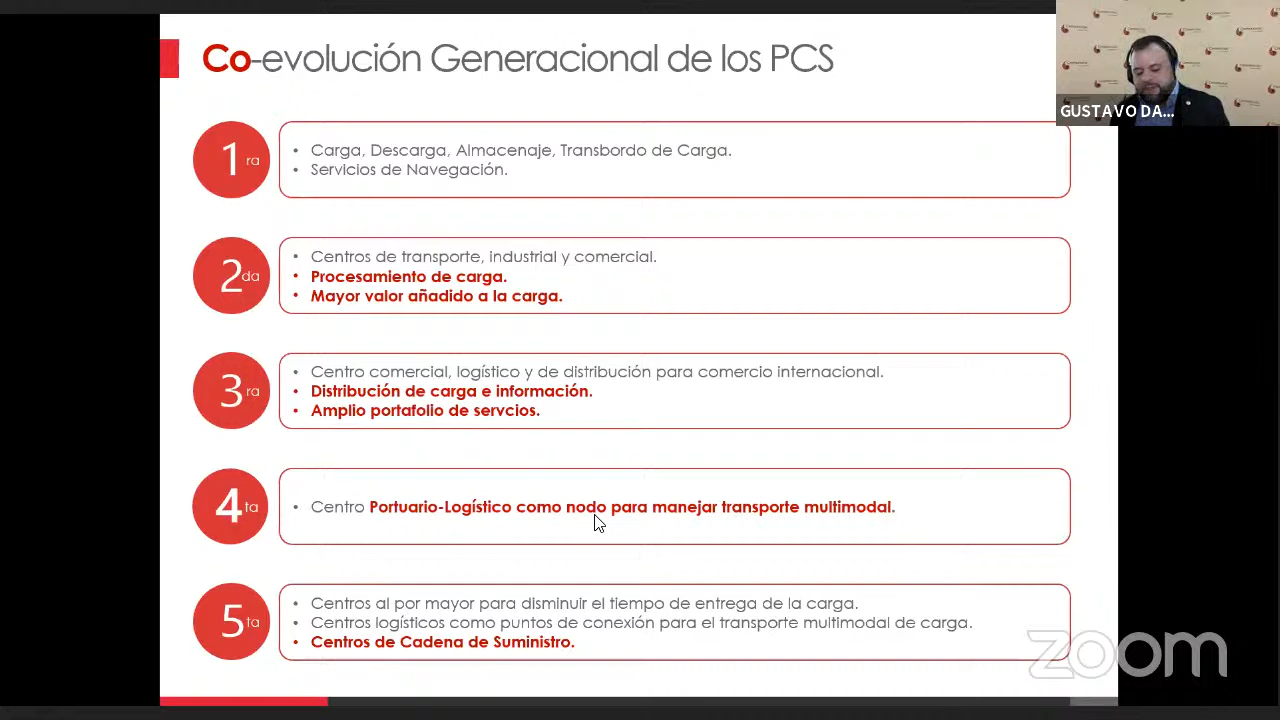 Co-evolución Generacional de los PCS
GUSTAVO DA...
1ra
• Carga, Descarga, Almacenaje, Transbordo de Carga.
• Servicios de Navegación.
2da
• Centros de transporte, industrial y comercial.
• Procesamiento de carga.
• Mayor valor añadido a la carga.
3ra
• Centro comercial, logístico y de distribución para comercio internacional.
• Distribución de carga e información.
• Amplio portafolio de servcios.
4ta
• Centro Portuario-Logístico como nodo para manejar transporte multimodal.
5ta
• Centros al por mayor para disminuir el tiempo de entrega de la carga.
• Centros logísticos como puntos de conexión para el transporte multimodal de carga.
• Centros de Cadena de Suministro.
zoom